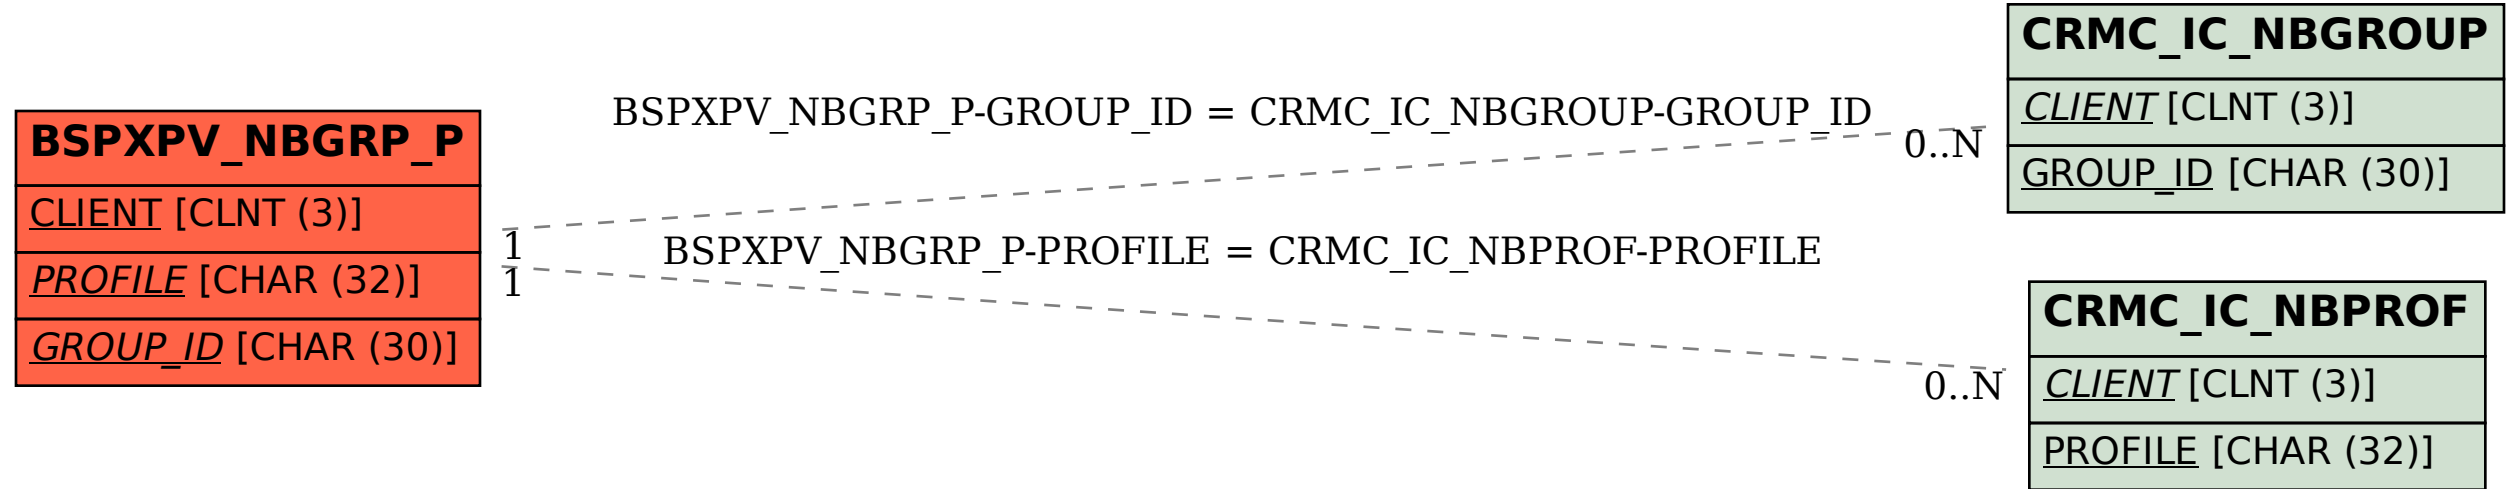 BSPXPV_NBGRP_P
CLIENT [CLNT (3)]
PROFILE [CHAR (32)]
GROUP_ID [CHAR (30)]
BSPXPV_NBGRP_P-GROUP_ID = CRMC_IC_NBGROUP-GROUP_ID
0..N
1
BSPXPV_NBGRP_P-PROFILE = CRMC_IC_NBPROF-PROFILE
1
0..N
CRMC_IC_NBGROUP
CLIENT [CLNT (3)]
GROUP_ID [CHAR (30)]
CRMC_IC_NBPROF
CLIENT [CLNT (3)]
PROFILE [CHAR (32)]